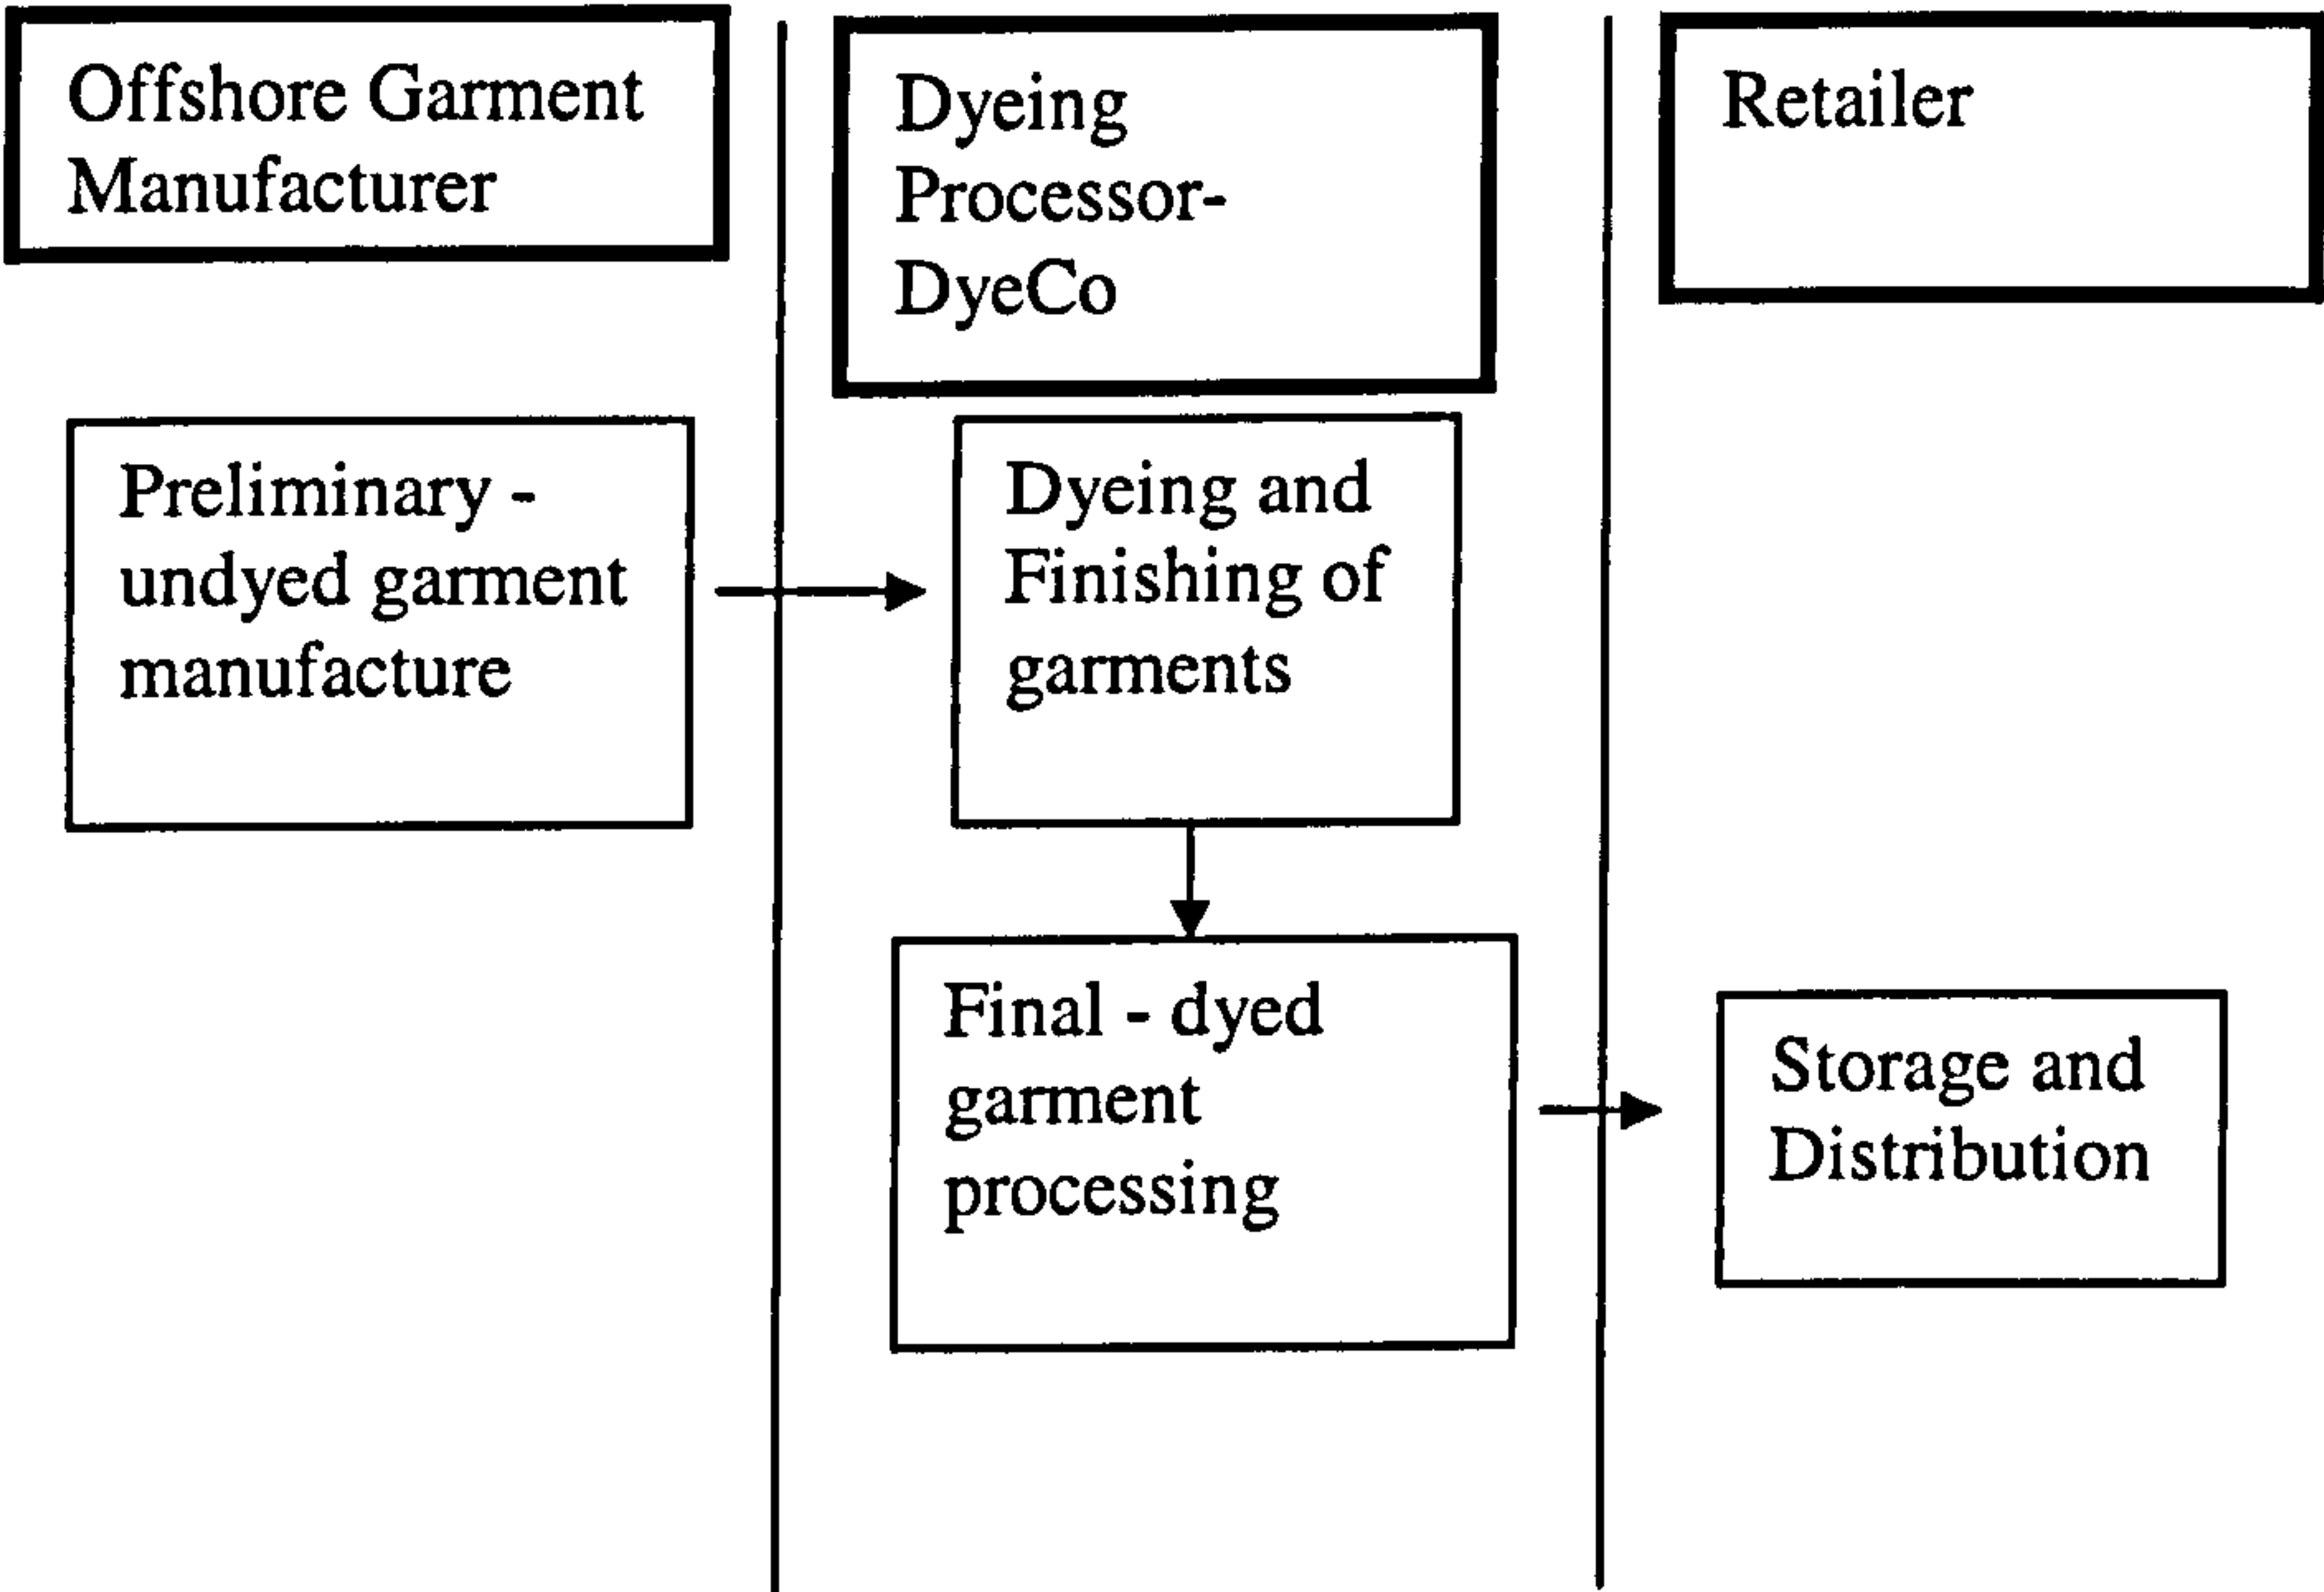 Offshore Garment
Manufacturer
Dyeing
Processor-
DyeCo
Retailer
Preliminary -
undyed garment
manufacture
Dyeing and
Finishing of
garments
Final - dyed
garment
processing
Storage and
Distribution